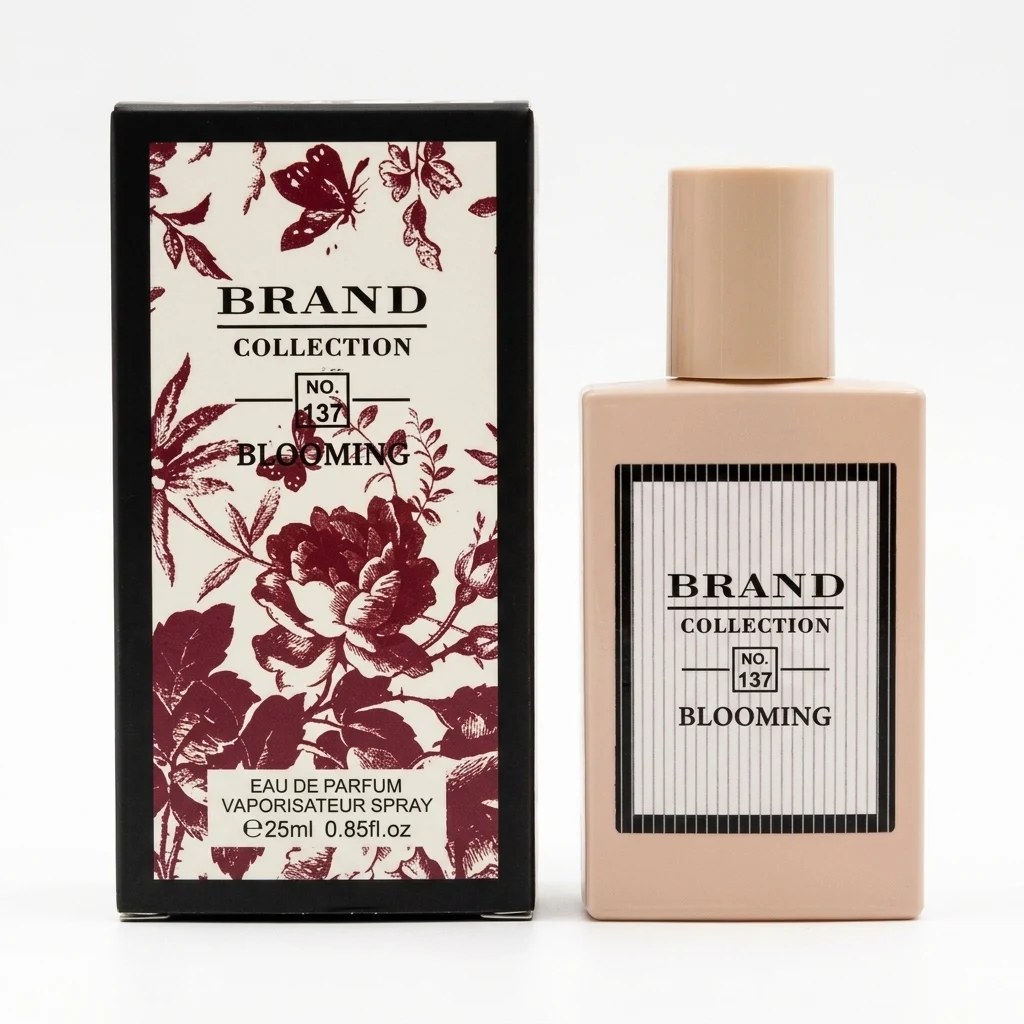 BRAND
COLLECTION
NO.
137
BLOOMING
EAU DE PARFUM
VAPORISATEUR SPRAY
℮25ml 0.85fl.oz
BRAND
COLLECTION
NO.
137
BLOOMING